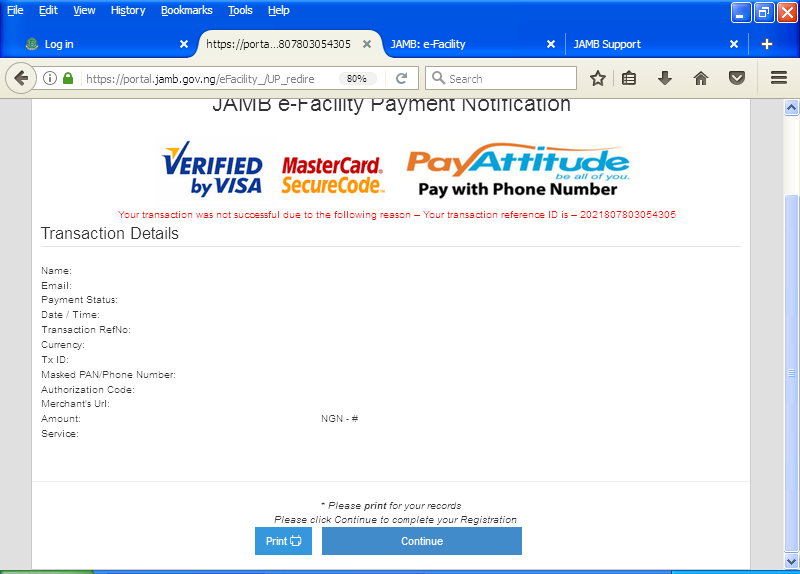 File Edit View History Bookmarks Tools Help
Log in
https://porta...807803054305
JAMB: e-Facility
JAMB Support
https://portal.jamb.gov.ng/eFacility_/UP_redire
80%
Search
JAMB e-Facility Payment Notification
VERIFIED
by VISA
MasterCard.
SecureCode™
PayAttitude
be all of you.
Pay with Phone Number
Your transaction was not successful due to the following reason – Your transaction reference ID is – 2021807803054305
Transaction Details
Name:
Email:
Payment Status:
Date / Time:
Transaction RefNo:
Currency:
Tx ID:
Masked PAN/Phone Number:
Authorization Code:
Merchant's Url:
Amount: NGN - #
Service:
* Please print for your records
Please click Continue to complete your Registration
Print
Continue